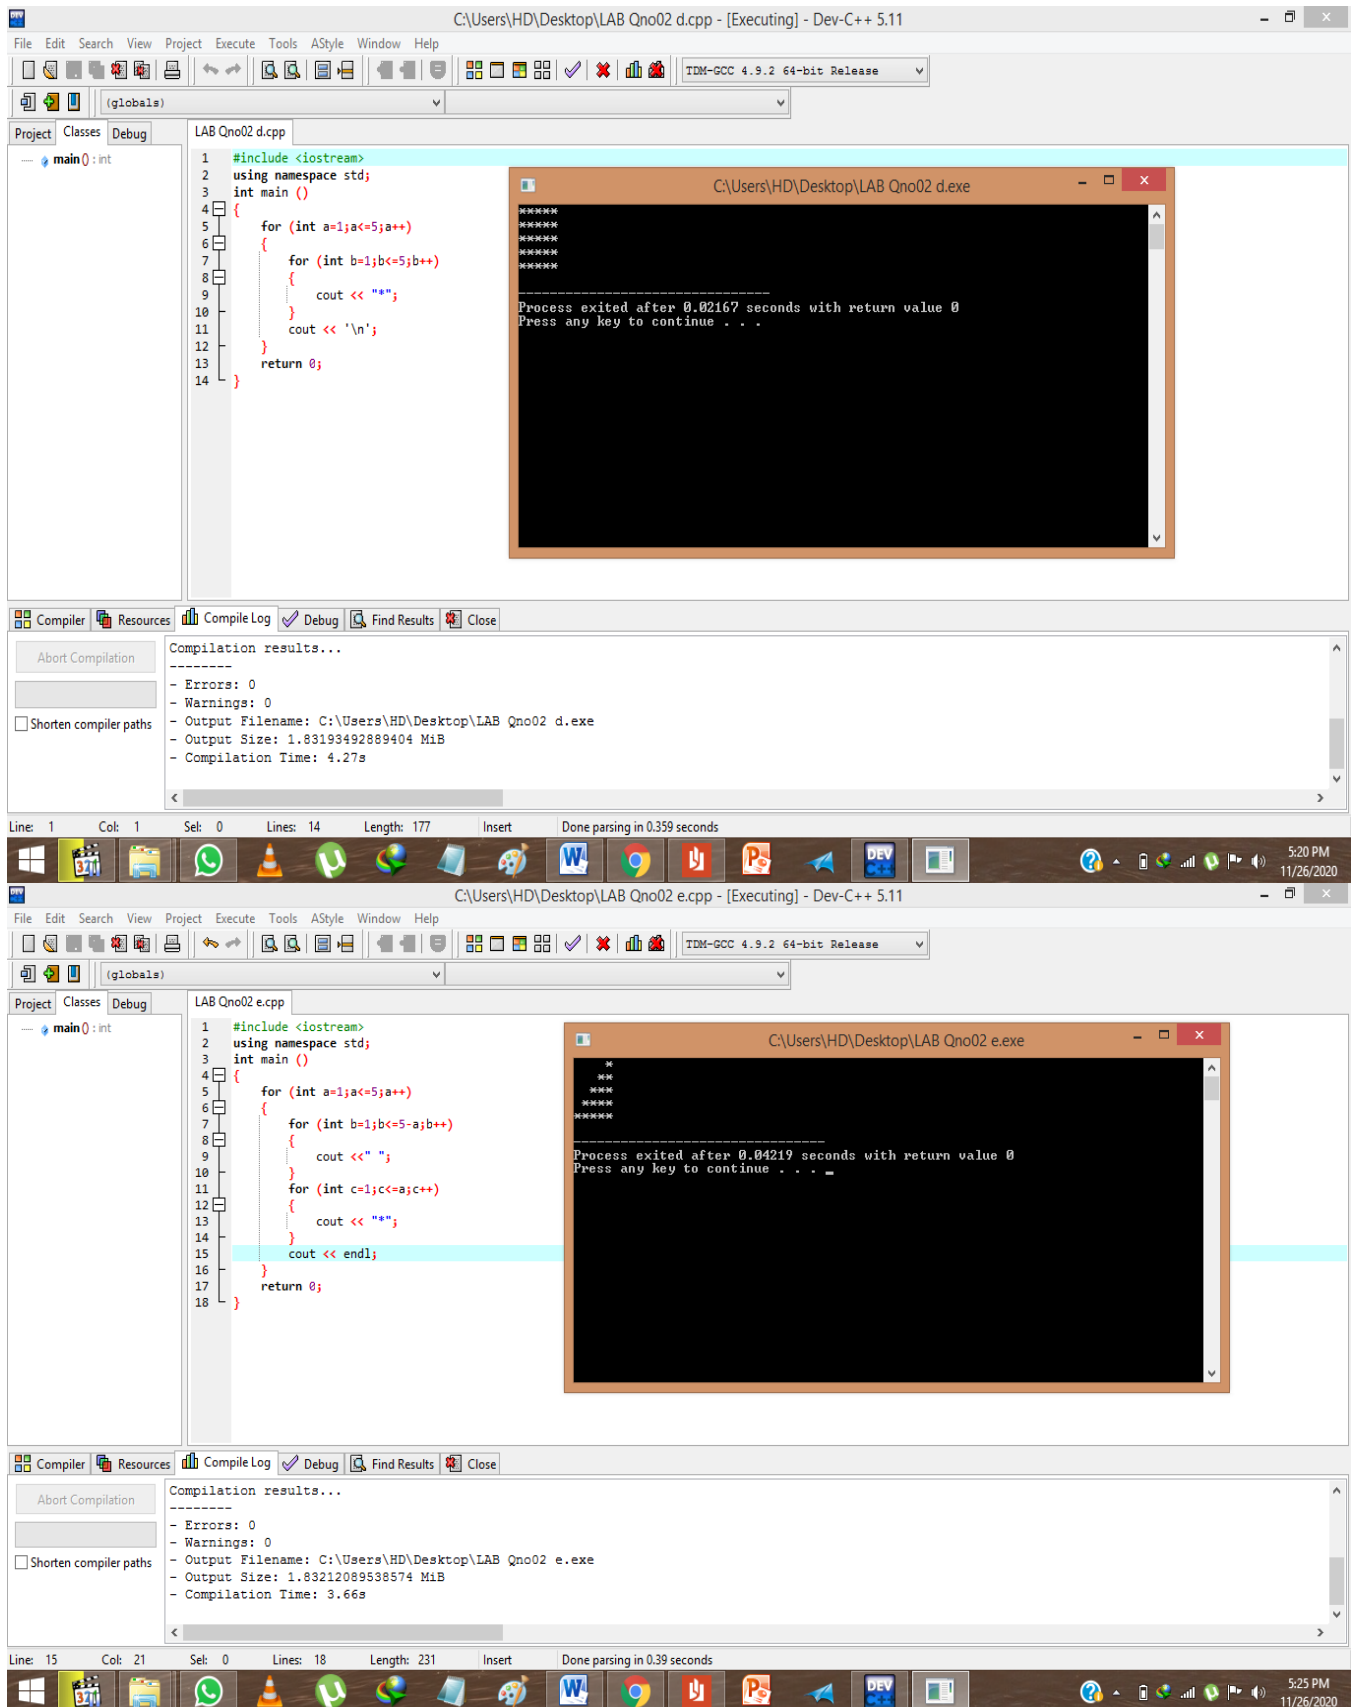 C:\Users\HD\Desktop\LAB Qno02 d.cpp - [Executing] - Dev-C++ 5.11
File Edit Search View Project Execute Tools AStyle Window Help
TDM-GCC 4.9.2 64-bit Release
(globals)
Project Classes Debug LAB Qno02 d.cpp
main () : int
1 #include <iostream>
2 using namespace std;
3 int main ()
4 {
5 for (int a=1;a<=5;a++)
6 {
7 for (int b=1;b<=5;b++)
8 {
9 cout << "*";
10 }
11 cout << '\n';
12 }
13 return 0;
14 }
C:\Users\HD\Desktop\LAB Qno02 d.exe
*****
*****
*****
*****
*****
--------------------------------
Process exited after 0.02167 seconds with return value 0
Press any key to continue . . .
Compiler Resources Compile Log Debug Find Results Close
Abort Compilation
Shorten compiler paths
Compilation results...
--------
- Errors: 0
- Warnings: 0
- Output Filename: C:\Users\HD\Desktop\LAB Qno02 d.exe
- Output Size: 1.83193492889404 MiB
- Compilation Time: 4.27s
Line: 1 Col: 1 Sel: 0 Lines: 14 Length: 177 Insert Done parsing in 0.359 seconds
321
DEV
5:20 PM
11/26/2020
C:\Users\HD\Desktop\LAB Qno02 e.cpp - [Executing] - Dev-C++ 5.11
File Edit Search View Project Execute Tools AStyle Window Help
TDM-GCC 4.9.2 64-bit Release
(globals)
Project Classes Debug LAB Qno02 e.cpp
main () : int
1 #include <iostream>
2 using namespace std;
3 int main ()
4 {
5 for (int a=1;a<=5;a++)
6 {
7 for (int b=1;b<=5-a;b++)
8 {
9 cout <<" ";
10 }
11 for (int c=1;c<=a;c++)
12 {
13 cout << "*";
14 }
15 cout << endl;
16 }
17 return 0;
18 }
C:\Users\HD\Desktop\LAB Qno02 e.exe
    *
   **
  ***
 ****
*****
--------------------------------
Process exited after 0.04219 seconds with return value 0
Press any key to continue . . . _
Compiler Resources Compile Log Debug Find Results Close
Abort Compilation
Shorten compiler paths
Compilation results...
--------
- Errors: 0
- Warnings: 0
- Output Filename: C:\Users\HD\Desktop\LAB Qno02 e.exe
- Output Size: 1.83212089538574 MiB
- Compilation Time: 3.66s
Line: 15 Col: 21 Sel: 0 Lines: 18 Length: 231 Insert Done parsing in 0.39 seconds
321
DEV
5:25 PM
11/26/2020